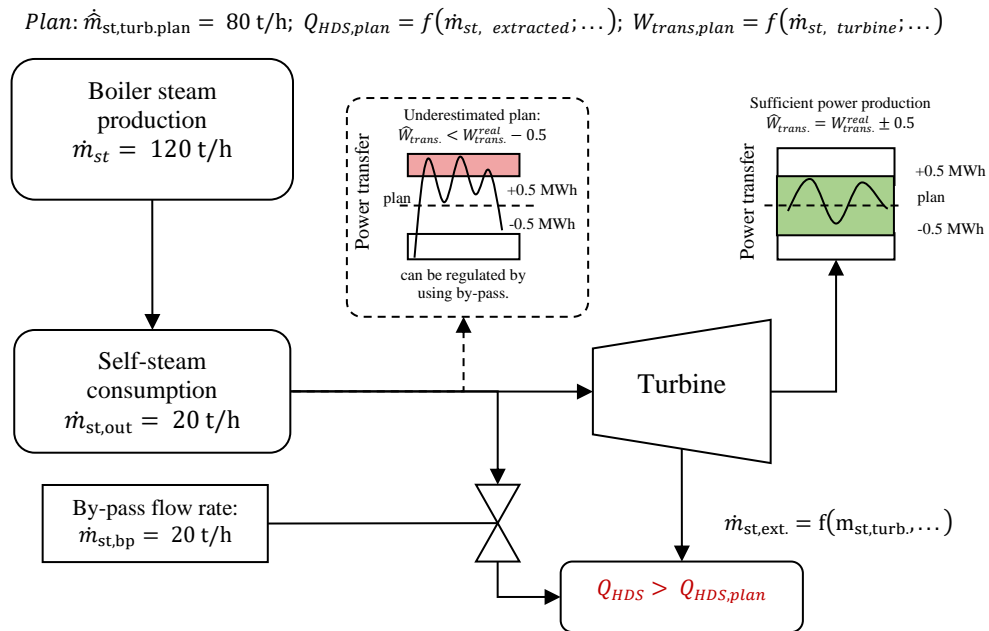 Plan: ṁ̂st,turb.plan = 80 t/h; QHDS,plan = f(ṁst, extracted;…); Wtrans,plan = f(ṁst, turbine;…)
Boiler steam
production
ṁst = 120 t/h
Underestimated plan:
Ŵtrans. < Wtrans.real − 0.5
Power transfer
plan
+0.5 MWh
-0.5 MWh
can be regulated by
using by-pass.
Sufficient power production
Ŵtrans. = Wtrans.real ± 0.5
Power transfer
+0.5 MWh
plan
-0.5 MWh
Self-steam
consumption
ṁst,out = 20 t/h
Turbine
By-pass flow rate:
ṁst,bp = 20 t/h
ṁst,ext. = f(mst,turb.,…)
QHDS > QHDS,plan